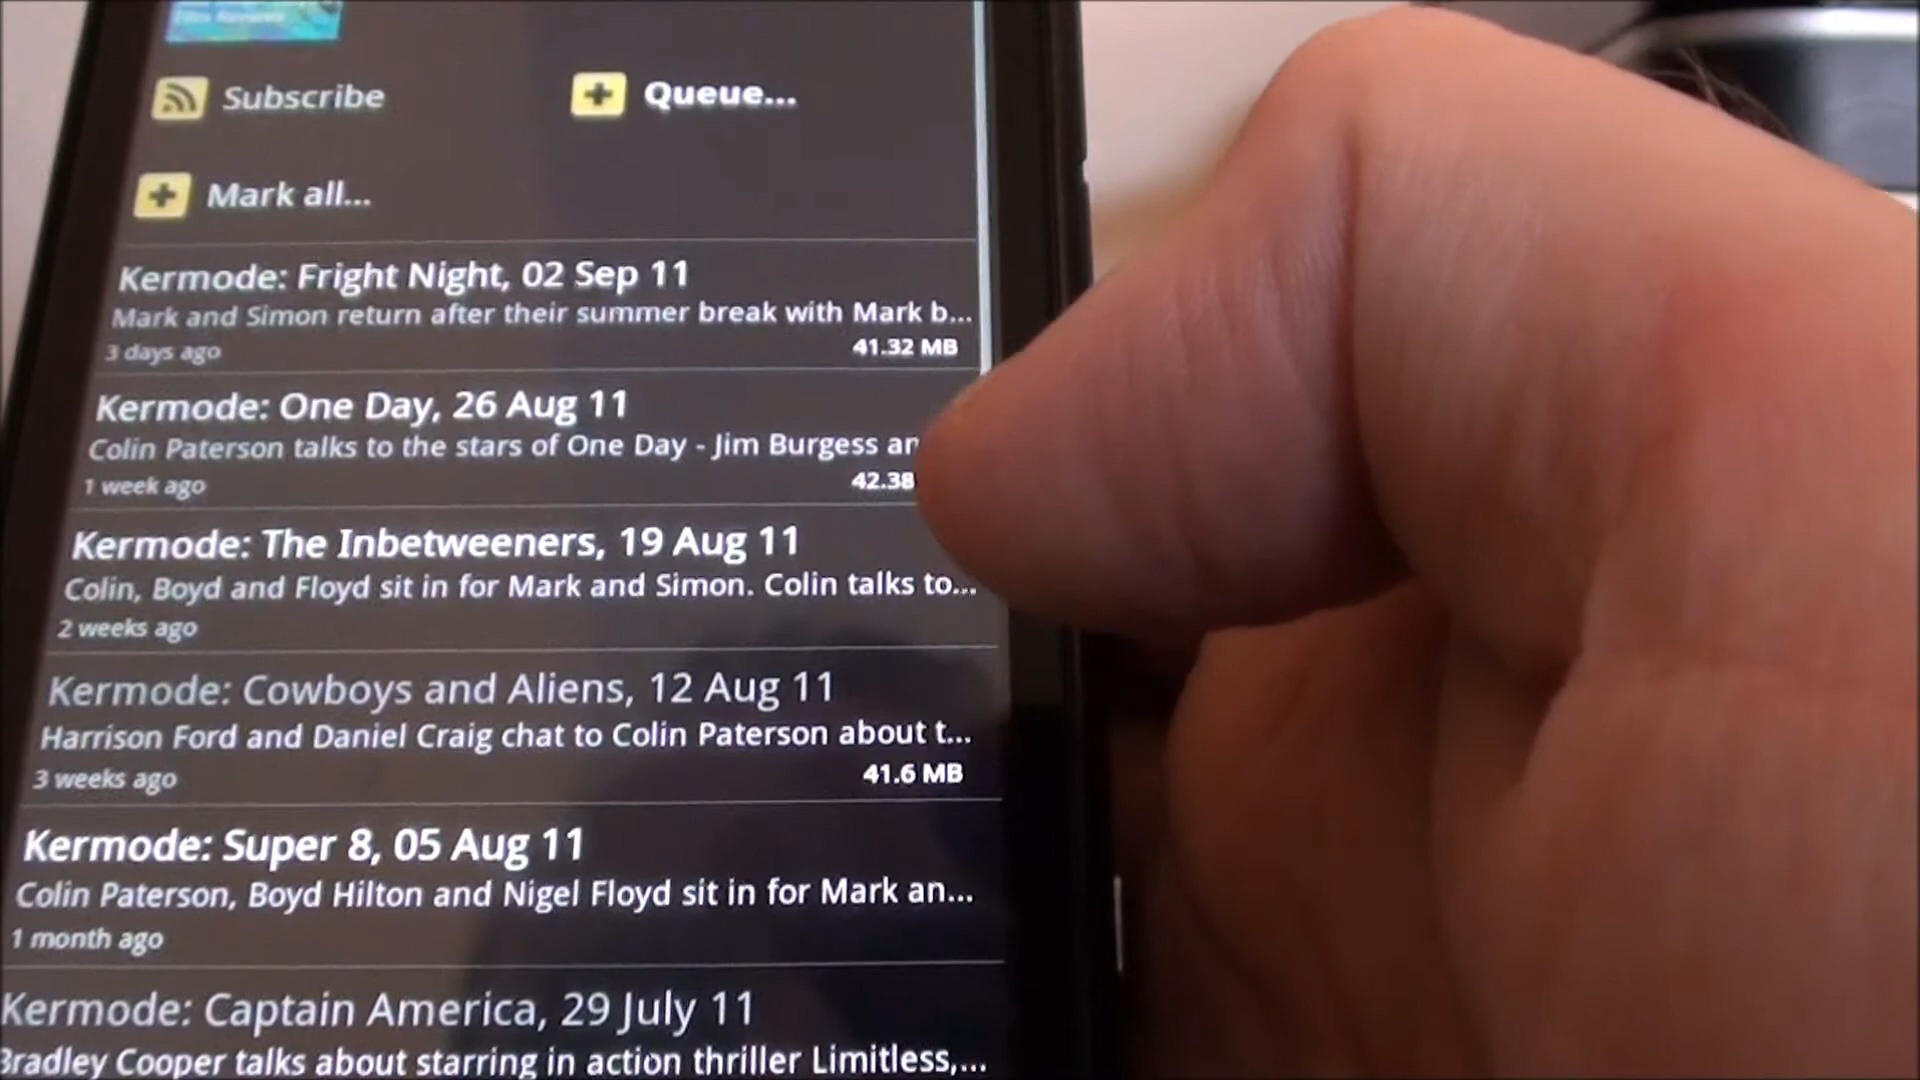 Subscribe
Queue...
Mark all...
Kermode: Fright Night, 02 Sep 11
Mark and Simon return after their summer break with Mark b...
3 days ago
41.32 MB
Kermode: One Day, 26 Aug 11
Colin Paterson talks to the stars of One Day - Jim Burgess an
1 week ago
42.38
Kermode: The Inbetweeners, 19 Aug 11
Colin, Boyd and Floyd sit in for Mark and Simon. Colin talks to...
2 weeks ago
Kermode: Cowboys and Aliens, 12 Aug 11
Harrison Ford and Daniel Craig chat to Colin Paterson about t...
3 weeks ago
41.6 MB
Kermode: Super 8, 05 Aug 11
Colin Paterson, Boyd Hilton and Nigel Floyd sit in for Mark an...
1 month ago
Kermode: Captain America, 29 July 11
Bradley Cooper talks about starring in action thriller Limitless,...